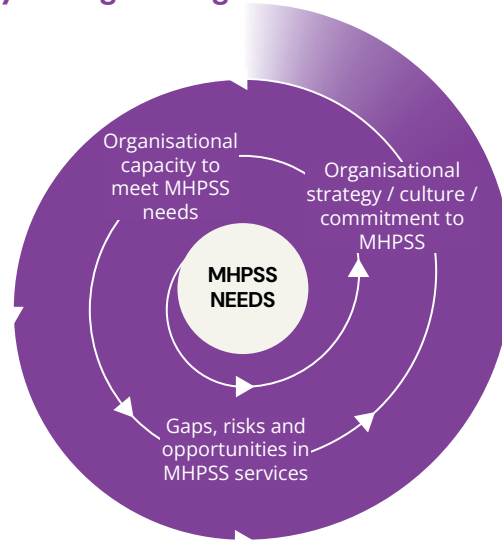 Organisational
capacity to
meet MHPSS
needs
Organisational
strategy / culture /
commitment to
MHPSS
MHPSS
NEEDS
Gaps, risks and
opportunities in
MHPSS services